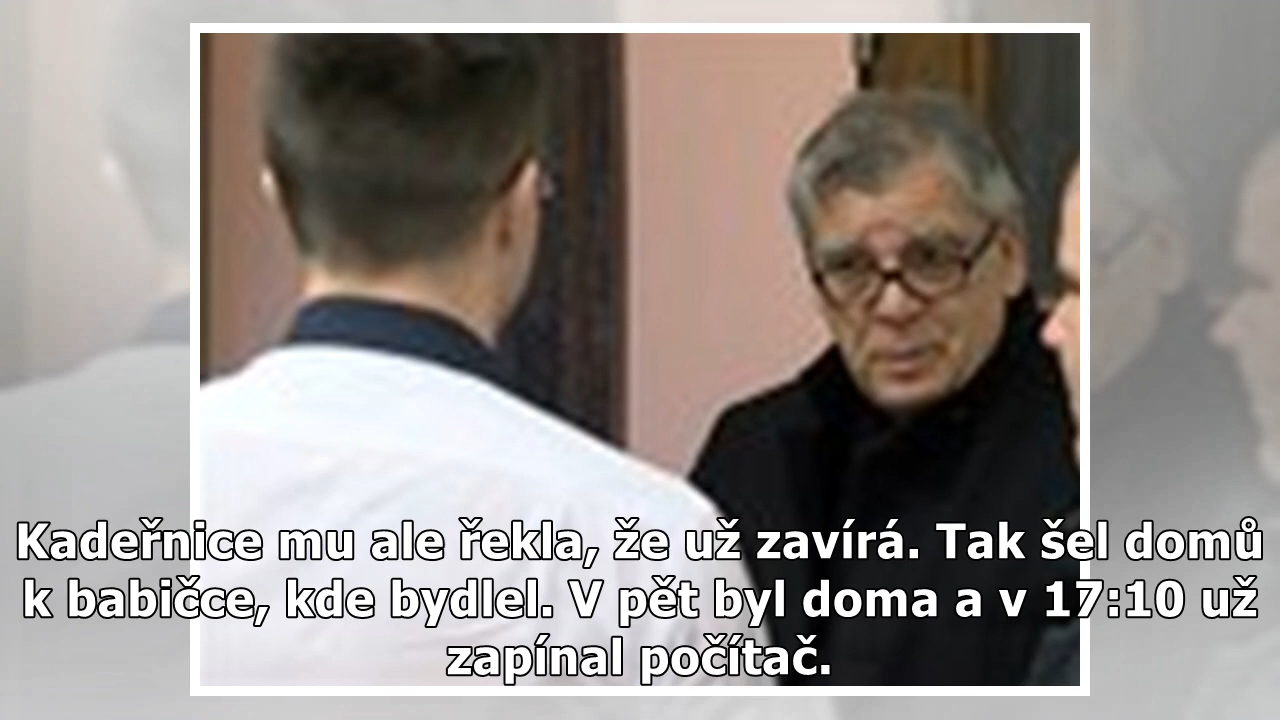 Kadeřnice mu ale řekla, že už zavírá. Tak šel domů
k babičce, kde bydlel. V pět byl doma a v 17:10 už
zapínal počítač.